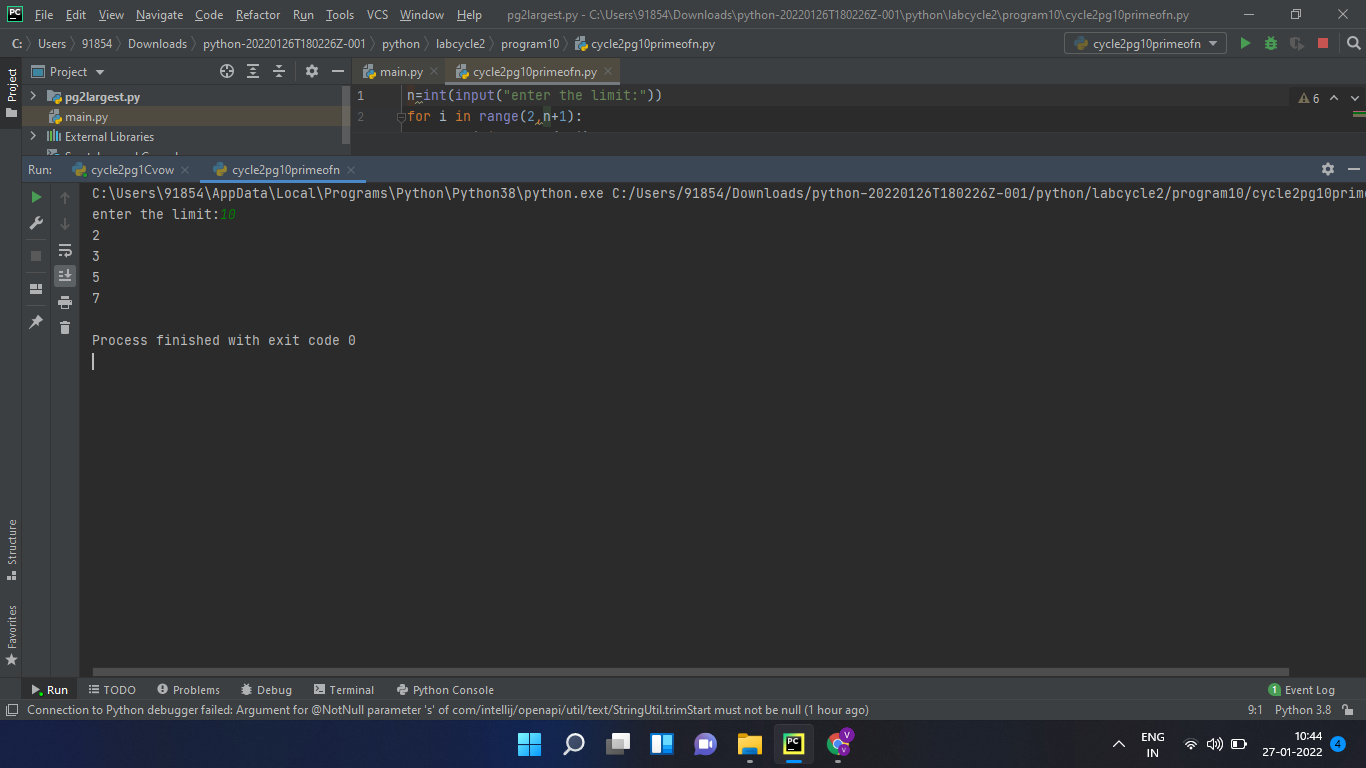 PC File Edit View Navigate Code Refactor Run Tools VCS Window Help pg2largest.py - C:\Users\91854\Downloads\python-20220126T180226Z-001\python\labcycle2\program10\cycle2pg10primeofn.py
C: Users 91854 Downloads python-20220126T180226Z-001 python labcycle2 program10 cycle2pg10primeofn.py cycle2pg10primeofn
Project Project main.py cycle2pg10primeofn.py
pg2largest.py 1 n=int(input("enter the limit:")) 6
main.py 2 for i in range(2,n+1):
External Libraries
Run: cycle2pg1Cvow cycle2pg10primeofn
C:\Users\91854\AppData\Local\Programs\Python\Python38\python.exe C:/Users/91854/Downloads/python-20220126T180226Z-001/python/labcycle2/program10/cycle2pg10prime
enter the limit:10
2
3
5
7
Process finished with exit code 0
Structure
Favorites
Run TODO Problems Debug Terminal Python Console 1 Event Log
Connection to Python debugger failed: Argument for @NotNull parameter 's' of com/intellij/openapi/util/text/StringUtil.trimStart must not be null (1 hour ago) 9:1 Python 3.8
PC V V ENG 10:44
IN 27-01-2022 4